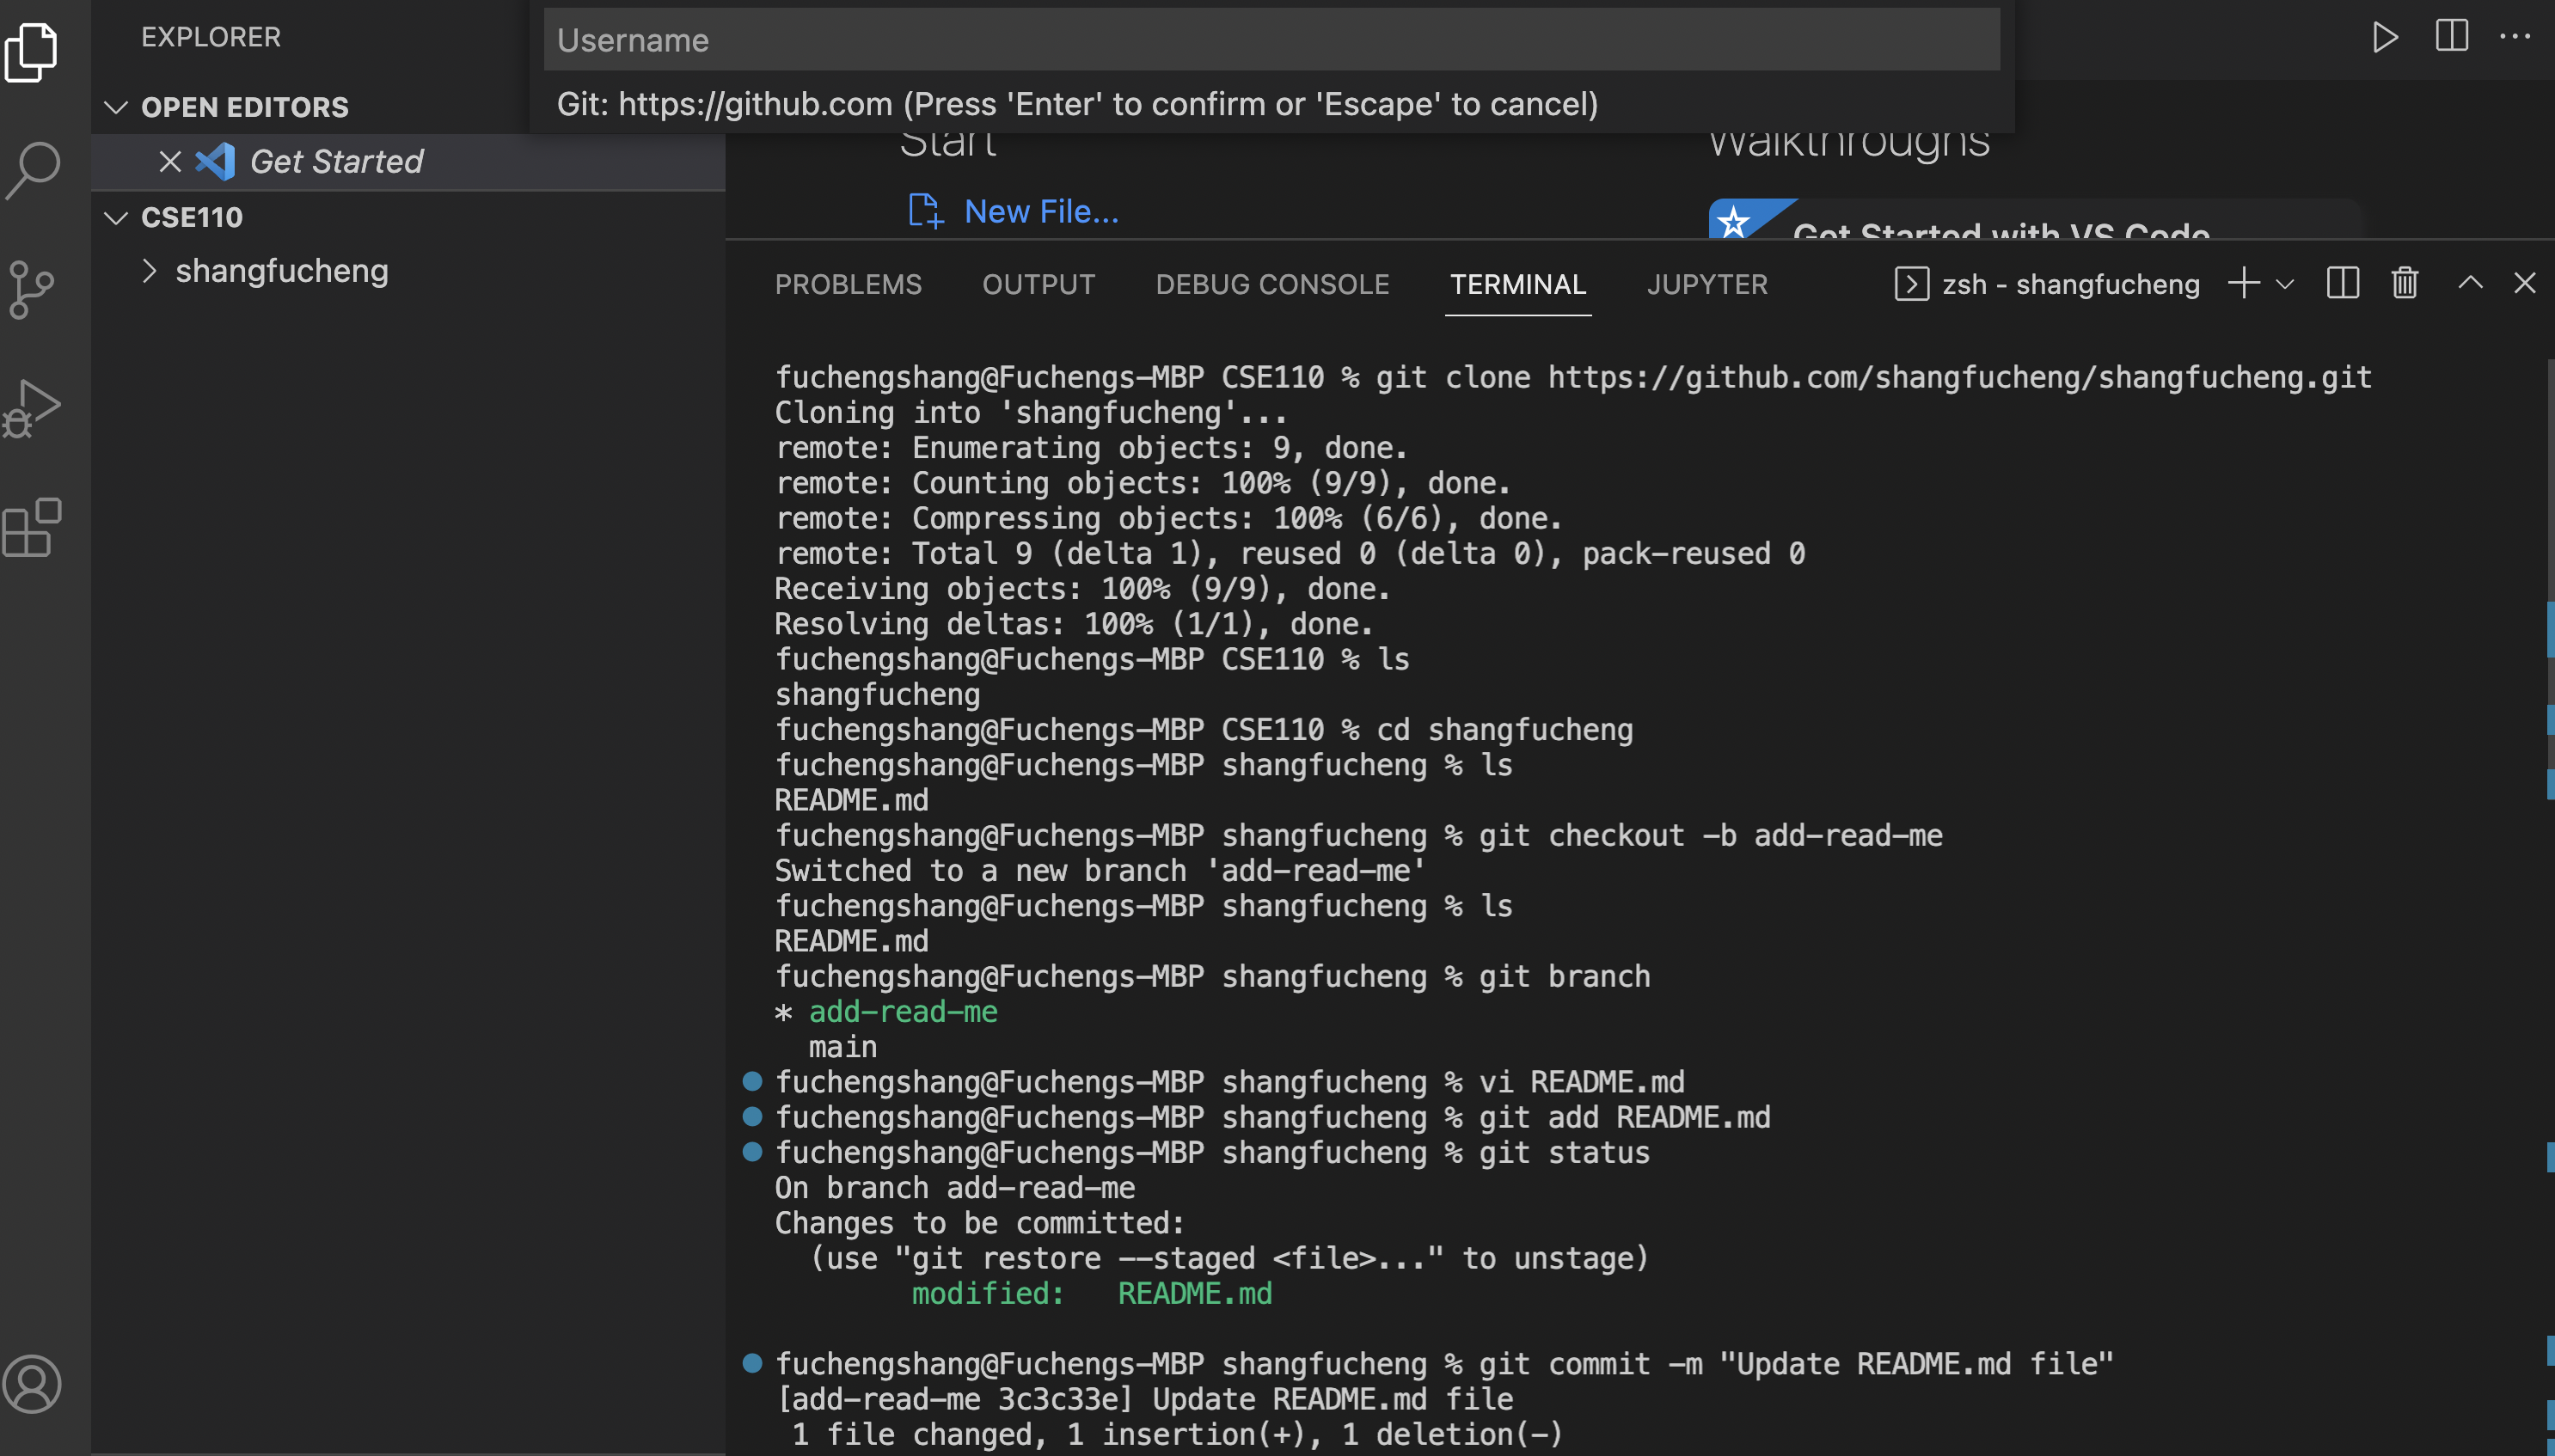 EXPLORER
Username
Git: https://github.com (Press 'Enter' to confirm or 'Escape' to cancel)
OPEN EDITORS
Get Started
CSE110
shangfucheng
Start
Walkthroughs
New File...
Get Started with VS Code
PROBLEMS OUTPUT DEBUG CONSOLE TERMINAL JUPYTER zsh - shangfucheng
fuchengshang@Fuchengs-MBP CSE110 % git clone https://github.com/shangfucheng/shangfucheng.git
Cloning into 'shangfucheng'...
remote: Enumerating objects: 9, done.
remote: Counting objects: 100% (9/9), done.
remote: Compressing objects: 100% (6/6), done.
remote: Total 9 (delta 1), reused 0 (delta 0), pack-reused 0
Receiving objects: 100% (9/9), done.
Resolving deltas: 100% (1/1), done.
fuchengshang@Fuchengs-MBP CSE110 % ls
shangfucheng
fuchengshang@Fuchengs-MBP CSE110 % cd shangfucheng
fuchengshang@Fuchengs-MBP shangfucheng % ls
README.md
fuchengshang@Fuchengs-MBP shangfucheng % git checkout -b add-read-me
Switched to a new branch 'add-read-me'
fuchengshang@Fuchengs-MBP shangfucheng % ls
README.md
fuchengshang@Fuchengs-MBP shangfucheng % git branch
* add-read-me
  main
fuchengshang@Fuchengs-MBP shangfucheng % vi README.md
fuchengshang@Fuchengs-MBP shangfucheng % git add README.md
fuchengshang@Fuchengs-MBP shangfucheng % git status
On branch add-read-me
Changes to be committed:
  (use "git restore --staged <file>..." to unstage)
        modified:   README.md
fuchengshang@Fuchengs-MBP shangfucheng % git commit -m "Update README.md file"
[add-read-me 3c3c33e] Update README.md file
 1 file changed, 1 insertion(+), 1 deletion(-)